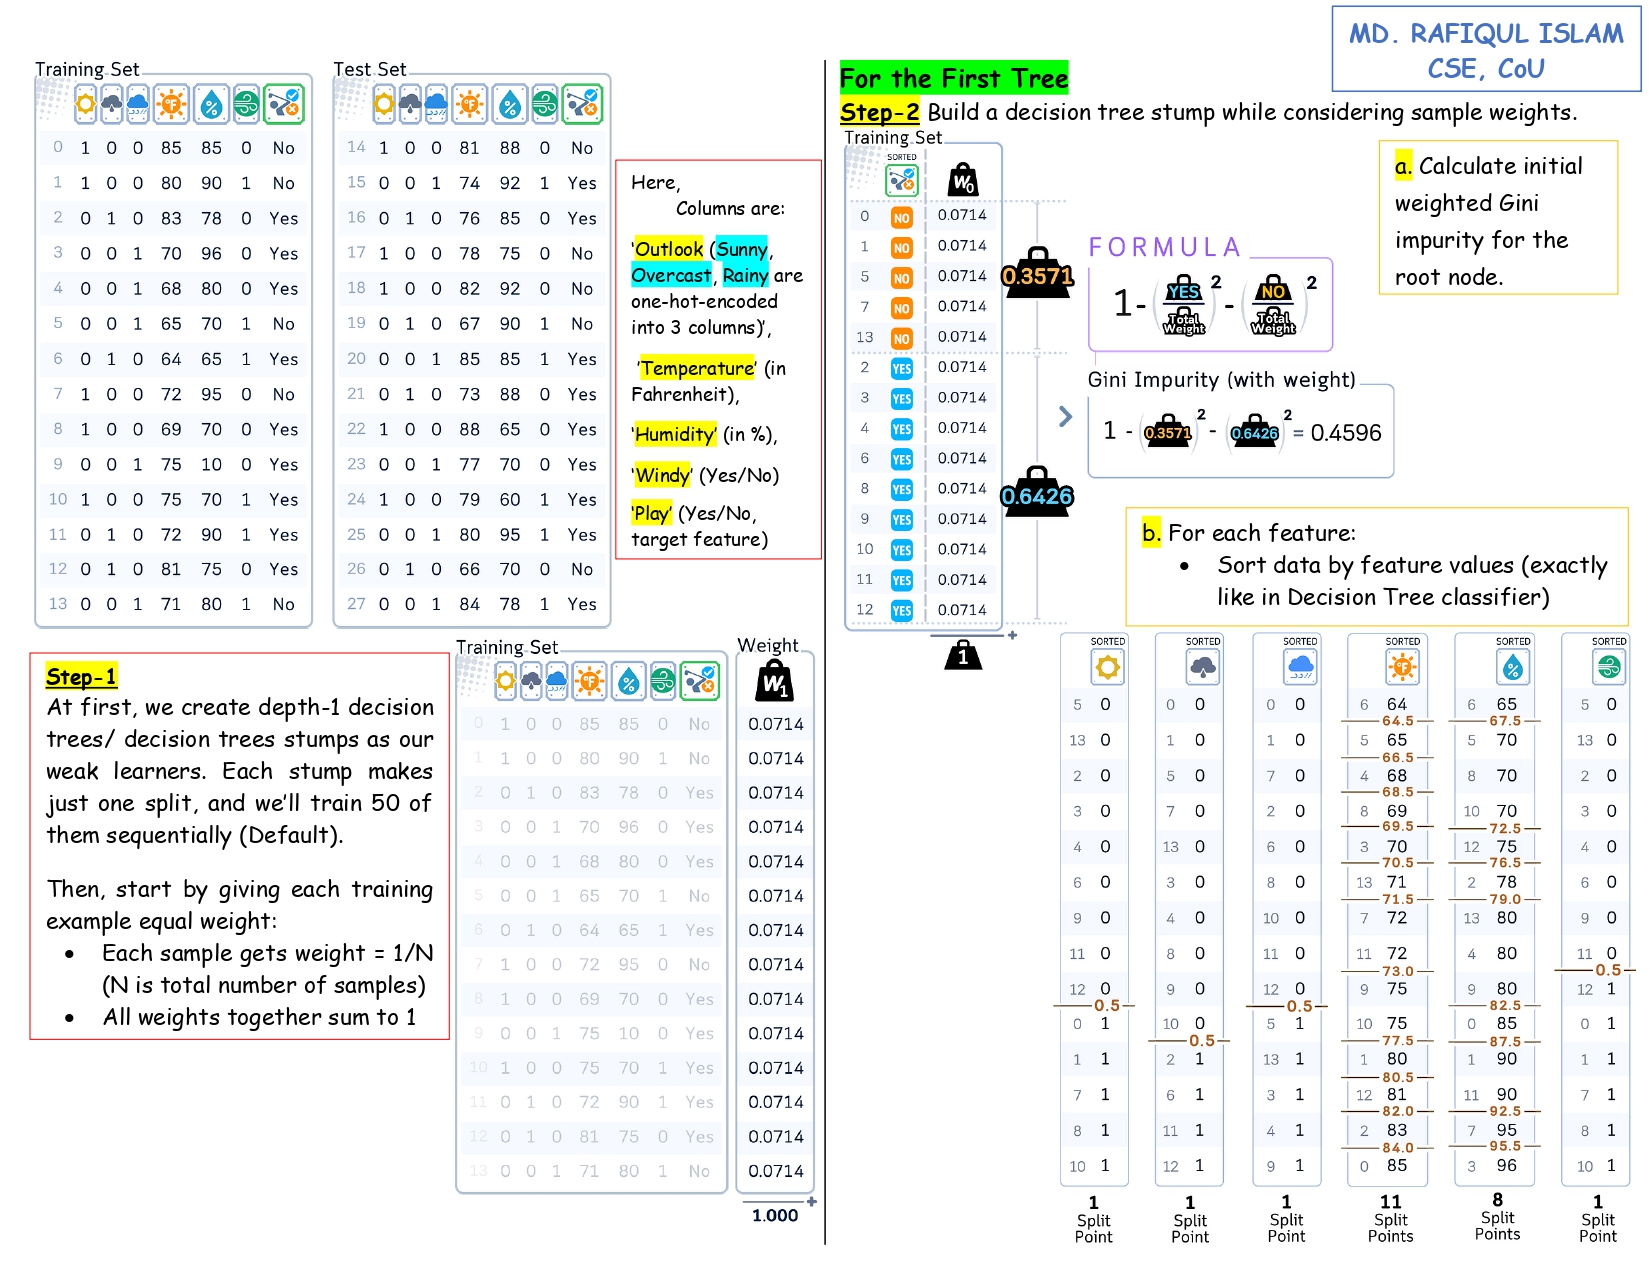 MD. RAFIQUL ISLAM
CSE, CoU
Training Set
0 1 0 0 85 85 0 No
1 1 0 0 80 90 1 No
2 0 1 0 83 78 0 Yes
3 0 0 1 70 96 0 Yes
4 0 0 1 68 80 0 Yes
5 0 0 1 65 70 1 No
6 0 1 0 64 65 1 Yes
7 1 0 0 72 95 0 No
8 1 0 0 69 70 0 Yes
9 0 0 1 75 10 0 Yes
10 1 0 0 75 70 1 Yes
11 0 1 0 72 90 1 Yes
12 0 1 0 81 75 0 Yes
13 0 0 1 71 80 1 No
Test Set
14 1 0 0 81 88 0 No
15 0 0 1 74 92 1 Yes
16 0 1 0 76 85 0 Yes
17 1 0 0 78 75 0 No
18 1 0 0 82 92 0 No
19 0 1 0 67 90 1 No
20 0 0 1 85 85 1 Yes
21 0 1 0 73 88 0 Yes
22 1 0 0 88 65 0 Yes
23 0 0 1 77 70 0 Yes
24 1 0 0 79 60 1 Yes
25 0 0 1 80 95 1 Yes
26 0 1 0 66 70 0 No
27 0 0 1 84 78 1 Yes
Here,
Columns are:
'Outlook (Sunny,
Overcast, Rainy are
one-hot-encoded
into 3 columns)',
'Temperature' (in
Fahrenheit),
'Humidity' (in %),
'Windy' (Yes/No)
'Play' (Yes/No,
target feature)
Step-1
At first, we create depth-1 decision
trees/ decision trees stumps as our
weak learners. Each stump makes
just one split, and we'll train 50 of
them sequentially (Default).
Then, start by giving each training
example equal weight:
• Each sample gets weight = 1/N
(N is total number of samples)
• All weights together sum to 1
Training Set Weight
W1
0 1 0 0 85 85 0 No 0.0714
1 1 0 0 80 90 1 No 0.0714
2 0 1 0 83 78 0 Yes 0.0714
3 0 0 1 70 96 0 Yes 0.0714
4 0 0 1 68 80 0 Yes 0.0714
5 0 0 1 65 70 1 No 0.0714
6 0 1 0 64 65 1 Yes 0.0714
7 1 0 0 72 95 0 No 0.0714
8 1 0 0 69 70 0 Yes 0.0714
9 0 0 1 75 10 0 Yes 0.0714
10 1 0 0 75 70 1 Yes 0.0714
11 0 1 0 72 90 1 Yes 0.0714
12 0 1 0 81 75 0 Yes 0.0714
13 0 0 1 71 80 1 No 0.0714
+
1.000
For the First Tree
Step-2 Build a decision tree stump while considering sample weights.
Training Set
SORTED
W0
0 NO 0.0714
1 NO 0.0714
5 NO 0.0714
7 NO 0.0714
13 NO 0.0714
2 YES 0.0714
3 YES 0.0714
4 YES 0.0714
6 YES 0.0714
8 YES 0.0714
9 YES 0.0714
10 YES 0.0714
11 YES 0.0714
12 YES 0.0714
+
1
0.3571
0.6426
a. Calculate initial
weighted Gini
impurity for the
root node.
FORMULA
1-(YES/Total Weight)2-(NO/Total Weight)2
Gini Impurity (with weight)
1 - (0.3571)2 - (0.6426)2 = 0.4596
b. For each feature:
• Sort data by feature values (exactly
like in Decision Tree classifier)
SORTED SORTED SORTED SORTED SORTED SORTED
5 0 0 0 0 0 6 64 6 65 5 0
64.5 67.5
13 0 1 0 1 0 5 65 5 70 13 0
66.5
2 0 5 0 7 0 4 68 8 70 2 0
68.5
3 0 7 0 2 0 8 69 10 70 3 0
69.5 72.5
4 0 13 0 6 0 3 70 12 75 4 0
70.5 76.5
6 0 3 0 8 0 13 71 2 78 6 0
71.5 79.0
9 0 4 0 10 0 7 72 13 80 9 0
11 0 8 0 11 0 11 72 4 80 11 0
73.0 0.5
12 0 9 0 12 0 9 75 9 80 12 1
0.5 0.5 82.5
0 1 10 0 5 1 10 75 0 85 0 1
0.5 77.5 87.5
1 1 2 1 13 1 1 80 1 90 1 1
80.5
7 1 6 1 3 1 12 81 11 90 7 1
82.0 92.5
8 1 11 1 4 1 2 83 7 95 8 1
84.0 95.5
10 1 12 1 9 1 0 85 3 96 10 1
1 1 1 11 8 1
Split Split Split Split Split Split
Point Point Point Points Points Point